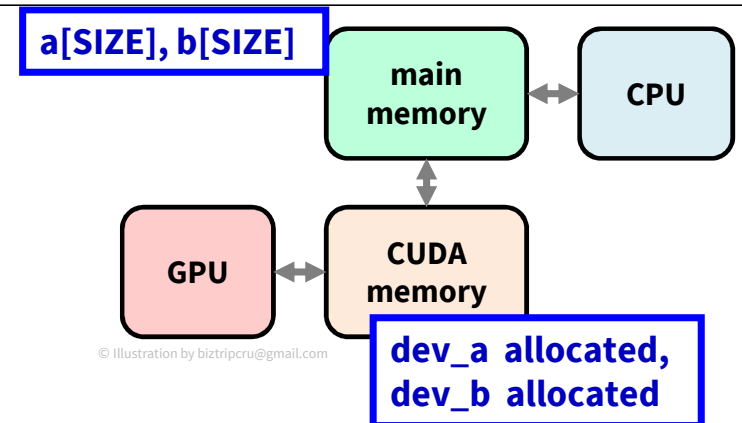 a[SIZE], b[SIZE]
main
memory
CPU
GPU
CUDA
memory
© Illustration by biztripcru@gmail.com
dev_a allocated,
dev_b allocated